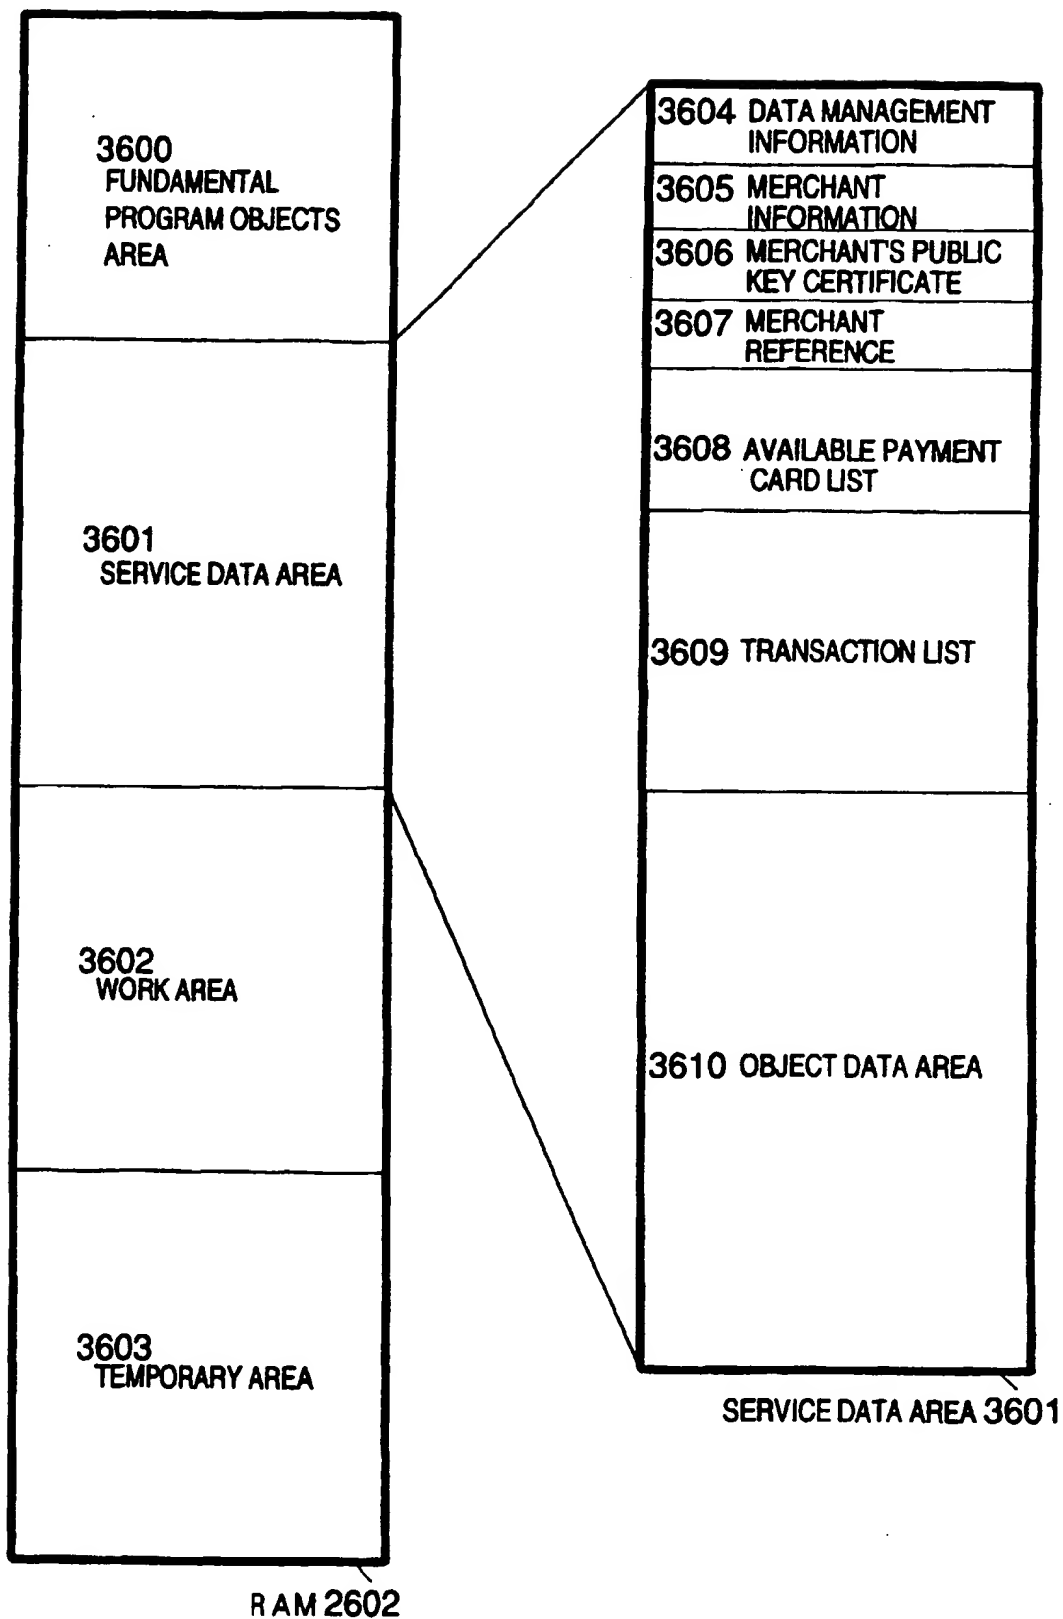 3600
FUNDAMENTAL
PROGRAM OBJECTS
AREA
3601
SERVICE DATA AREA
3602
WORK AREA
3603
TEMPORARY AREA
RAM 2602
3604 DATA MANAGEMENT
INFORMATION
3605 MERCHANT
INFORMATION
3606 MERCHANT'S PUBLIC
KEY CERTIFICATE
3607 MERCHANT
REFERENCE
3608 AVAILABLE PAYMENT
CARD LIST
3609 TRANSACTION LIST
3610 OBJECT DATA AREA
SERVICE DATA AREA 3601